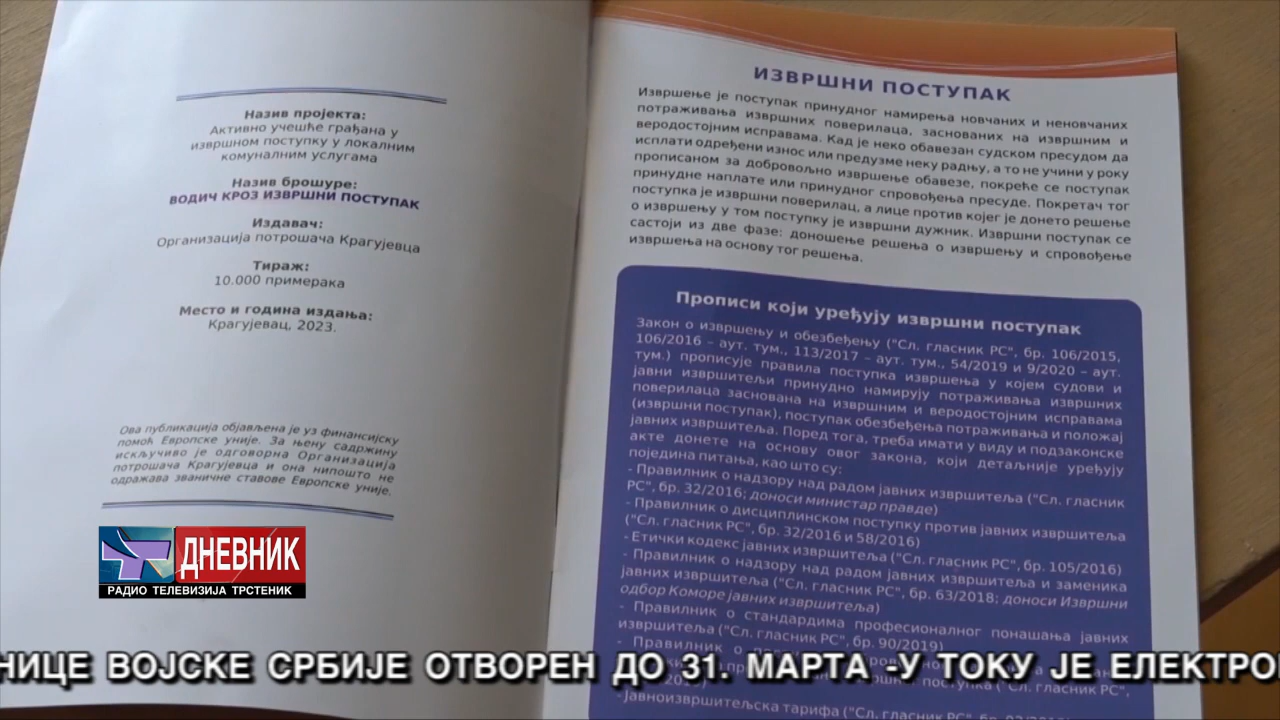 Назив пројекта:
Активно учешће грађана у
извршном поступку у локалним
комуналним услугама
Назив брошуре:
ВОДИЧ КРОЗ ИЗВРШНИ ПОСТУПАК
Издавач:
Организација потрошача Крагујевца
Тираж:
10.000 примерака
Место и година издања:
Крагујевац, 2023.
Ова публикација објављена је уз финансијску
помоћ Европске уније. За њену садржину
искључиво је одговорна Организација
потрошача Крагујевца и она нипошто не
одражава званичне ставове Европске уније.
ИЗВРШНИ ПОСТУПАК
Извршење је поступак принудног намирења новчаних и неновчаних
потраживања извршних поверилаца, заснованих на извршним и
веродостојним исправама. Кад је неко обавезан судском пресудом да
исплати одређени износ или предузме неку радњу, а то не учини у року
прописаном за добровољно извршење обавезе, покреће се поступак
принудне наплате или принудног спровођења пресуде. Покретач тог
поступка је извршни поверилац, а лице против којег је донето решење
о извршењу у том поступку је извршни дужник. Извршни поступак се
састоји из две фазе: доношење решења о извршењу и спровођење
извршења на основу тог решења.
Прописи који уређују извршни поступак
Закон о извршењу и обезбеђењу ("Сл. гласник РС", бр. 106/2015,
106/2016 – аут. тум., 113/2017 – аут. тум., 54/2019 и 9/2020 – аут.
тум.) прописује правила поступка извршења у којем судови и
јавни извршитељи принудно намирују потраживања извршних
поверилаца заснована на извршним и веродостојним исправама
(извршни поступак), поступак обезбеђења потраживања и положај
јавних извршитеља. Поред тога, треба имати у виду и подзаконске
акте донете на основу овог закона, који детаљније уређују
поједина питања, као што су:
- Правилник о надзору над радом јавних извршитеља ("Сл. гласник
РС", бр. 32/2016; доноси министар правде)
- Правилник о дисциплинском поступку против јавних извршитеља
("Сл. гласник РС", бр. 32/2016 и 58/2016)
- Етички кодекс јавних извршитеља ("Сл. гласник РС", бр. 105/2016)
- Правилник о надзору над радом јавних извршитеља и заменика
јавних извршитеља ("Сл. гласник РС", бр. 63/2018; доноси Извршни
одбор Коморе јавних извршитеља)
- Правилник о стандардима професионалног понашања јавних
извршитеља ("Сл. гласник РС", бр. 90/2019)
- Правилник о
поступка ("Сл. гласник РС",
- Јавноизвршитељска тарифа ("Сл. гласник РС", бр.
ДНЕВНИК
РАДИО ТЕЛЕВИЗИЈА ТРСТЕНИК
НИЦЕ ВОЈСКЕ СРБИЈЕ ОТВОРЕН ДО 31. МАРТА -У ТОКУ ЈЕ ЕЛЕКТРО